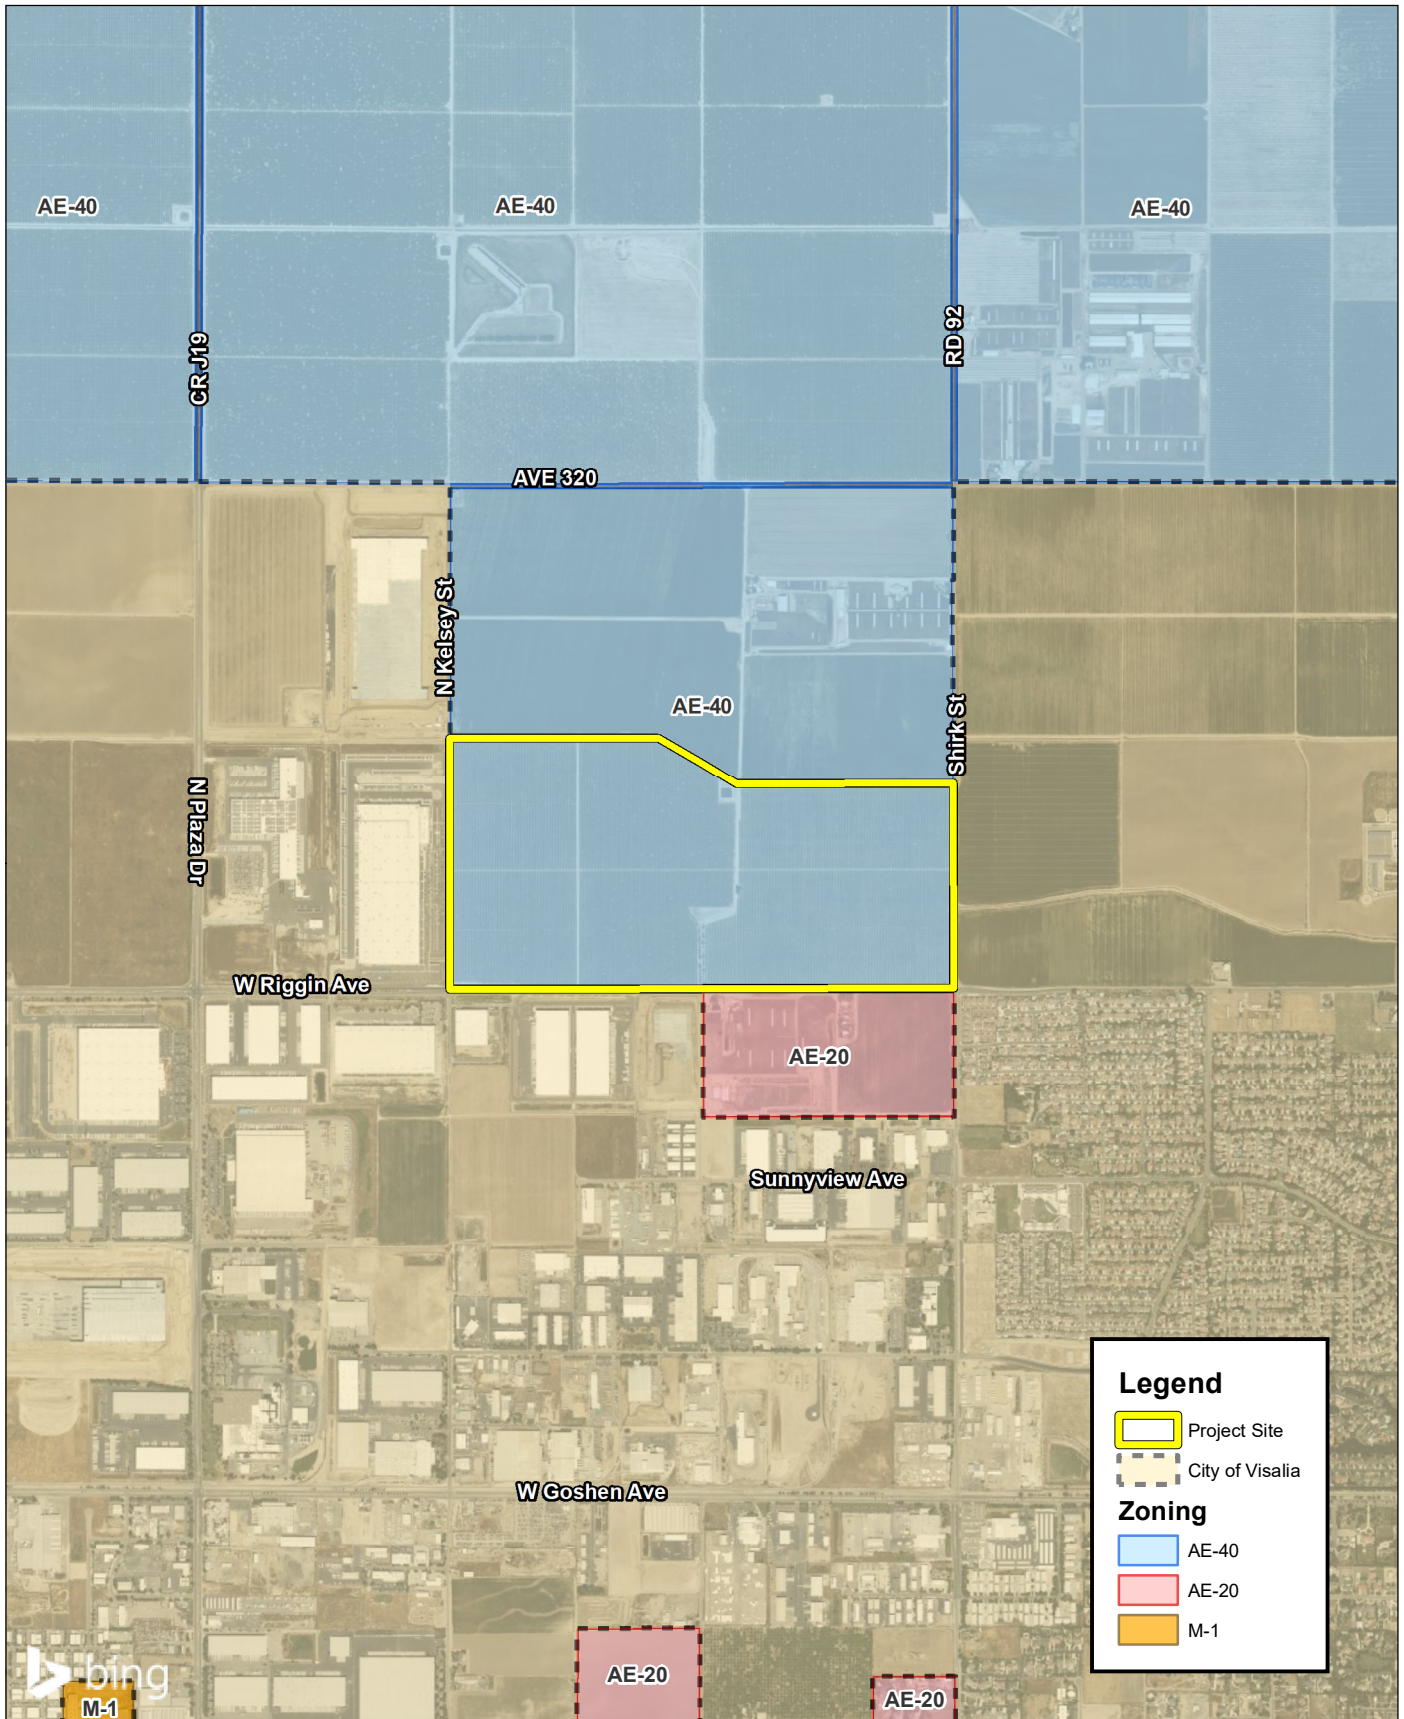 AE-40
AE-40
AE-40
CR J19
RD 92
AVE 320
N Kelsey St
AE-40
Shirk St
N Plaza Dr
W Riggin Ave
AE-20
Sunnyview Ave
W Goshen Ave
Legend
Project Site
City of Visalia
Zoning
AE-40
AE-20
M-1
bing
M-1
AE-20
AE-20